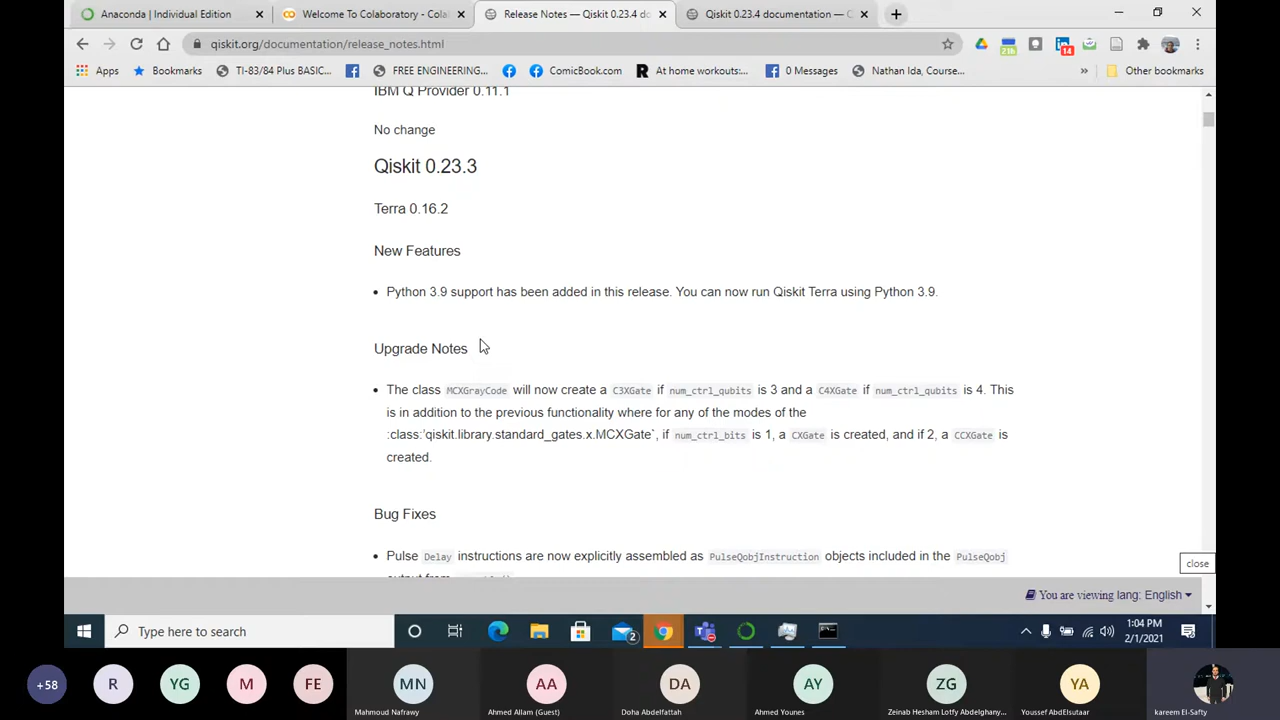 Anaconda | Individual Edition
Welcome To Colaboratory - Cola
Release Notes — Qiskit 0.23.4 do
Qiskit 0.23.4 documentation — Q
qiskit.org/documentation/release_notes.html
21h
14
Apps
Bookmarks
TI-83/84 Plus BASIC...
FREE ENGINEERING...
ComicBook.com
At home workouts:...
0 Messages
Nathan Ida, Course...
»
Other bookmarks
IBM Q Provider 0.11.1
No change
Qiskit 0.23.3
Terra 0.16.2
New Features
• Python 3.9 support has been added in this release. You can now run Qiskit Terra using Python 3.9.
Upgrade Notes
• The class MCXGrayCode will now create a C3XGate if num_ctrl_qubits is 3 and a C4XGate if num_ctrl_qubits is 4. This
is in addition to the previous functionality where for any of the modes of the
:class:'qiskit.library.standard_gates.x.MCXGate`, if num_ctrl_bits is 1, a CXGate is created, and if 2, a CCXGate is
created.
Bug Fixes
• Pulse Delay instructions are now explicitly assembled as PulseQobjInstruction objects included in the PulseQobj
output from
close
You are viewing lang: English
Type here to search
2
1:04 PM
2/1/2021
+58
R
YG
M
FE
MN
AA
DA
AY
ZG
YA
Mahmoud Nafrawy
Ahmed Allam (Guest)
Doha Abdelfattah
Ahmed Younes
Zeinab Hesham Lotfy Abdelghany...
Youssef AbdElsutaar
kareem El-Safty